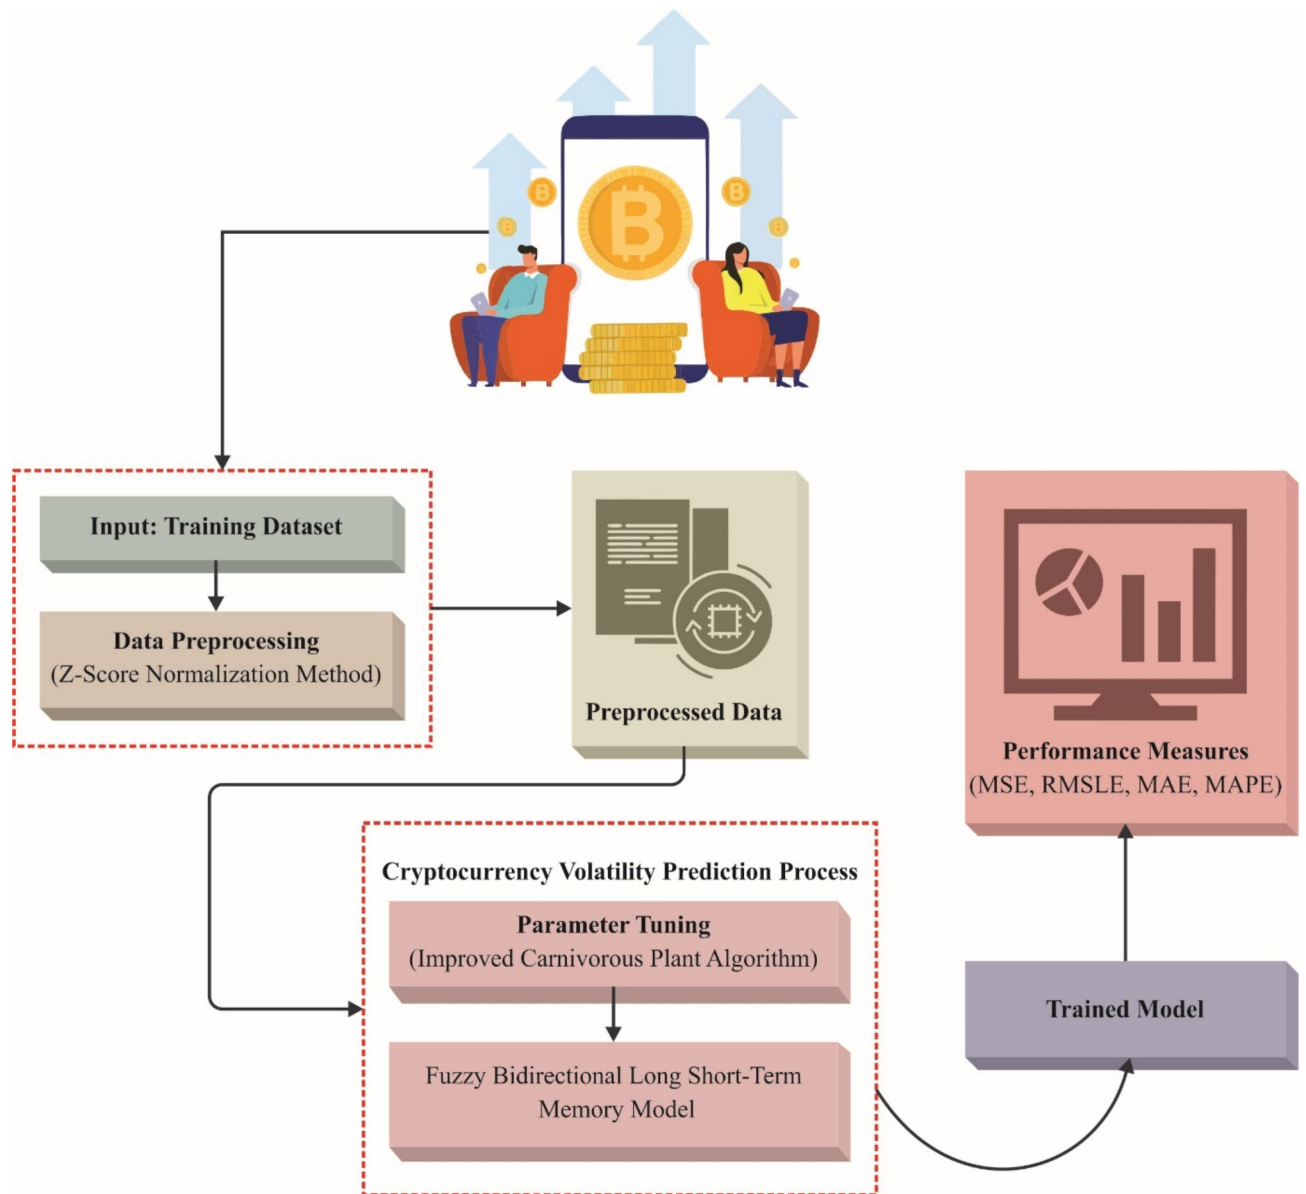 B
B
B
B
B
Input: Training Dataset
Data Preprocessing
(Z-Score Normalization Method)
Preprocessed Data
Performance Measures
(MSE, RMSLE, MAE, MAPE)
Cryptocurrency Volatility Prediction Process
Parameter Tuning
(Improved Carnivorous Plant Algorithm)
Fuzzy Bidirectional Long Short-Term
Memory Model
Trained Model